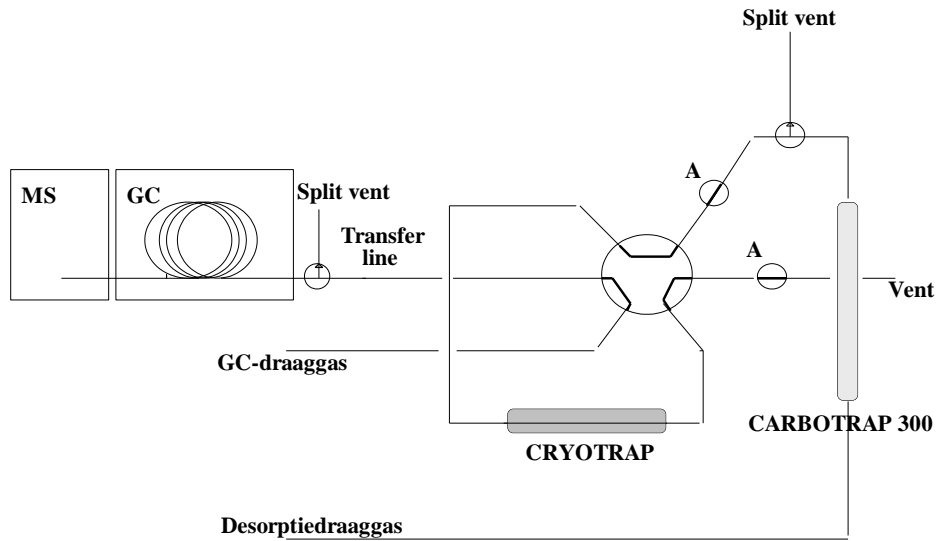 Split vent
A
MS
GC
Split vent
Transfer
line
A
Vent
GC-draaggas
CARBOTRAP 300
CRYOTRAP
Desorptiedraaggas